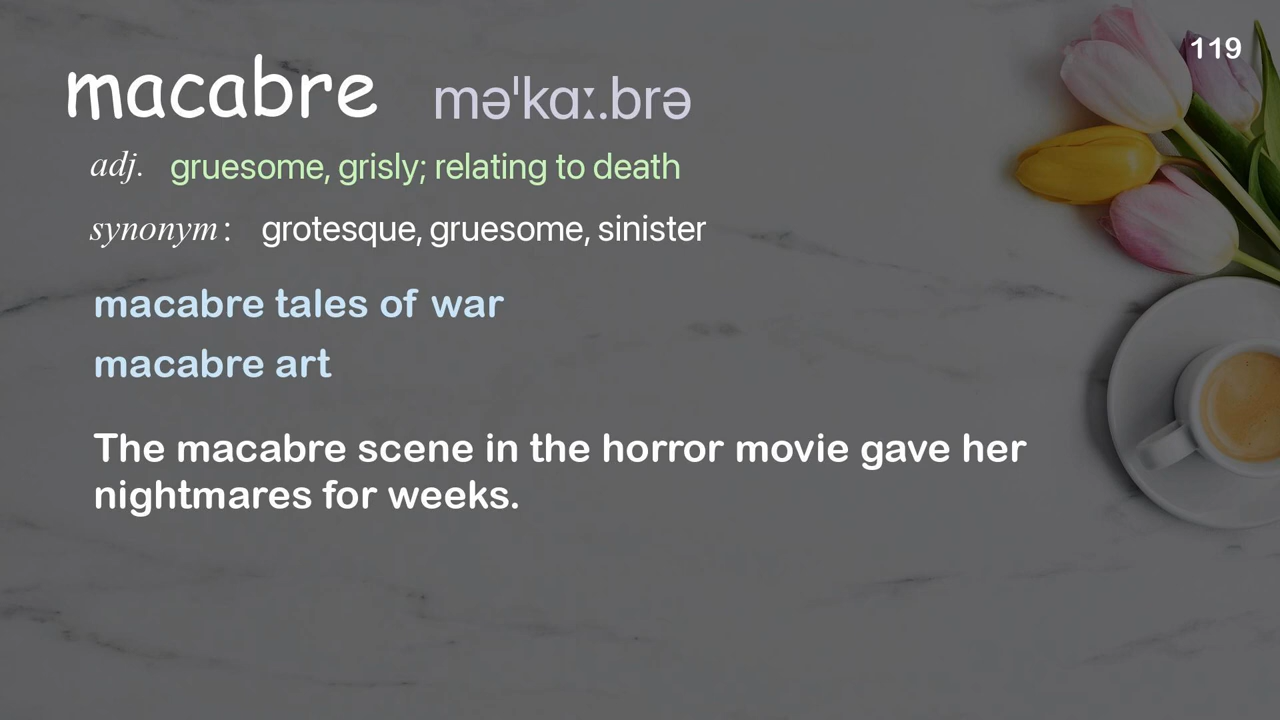 119
macabre məˈkɑː.brə
adj. gruesome, grisly; relating to death
synonym: grotesque, gruesome, sinister
macabre tales of war
macabre art
The macabre scene in the horror movie gave her
nightmares for weeks.